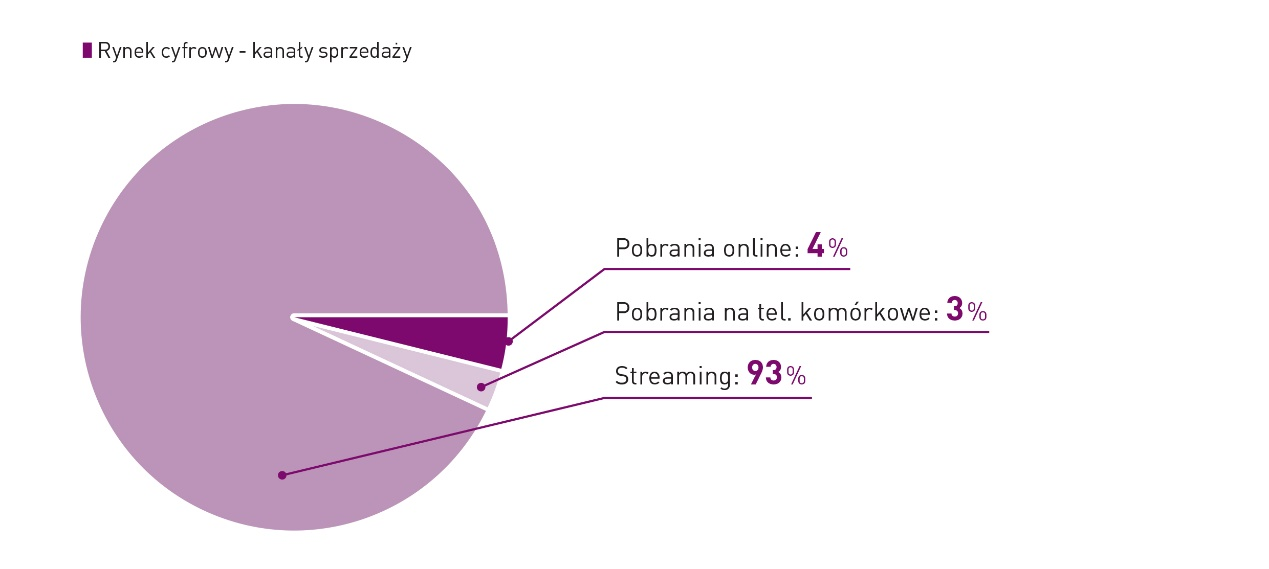 Rynek cyfrowy - kanały sprzedaży
Pobrania online: 4%
Pobrania na tel. komórkowe: 3%
Streaming: 93%